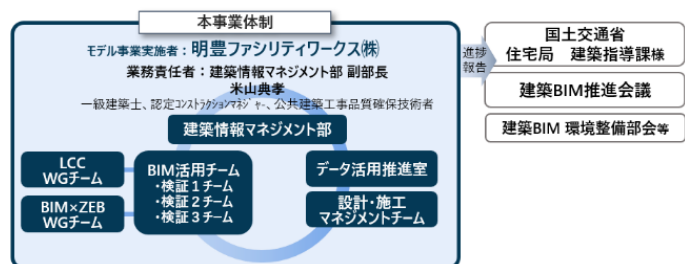 本事業体制
モデル事業実施者：明豊ファシリティワークス㈱
業務責任者：建築情報マネジメント部 副部長
米山典孝
一級建築士、認定コンストラクションマネジャー、公共建築工事品質確保技術者
建築情報マネジメント部
LCC
WGチーム
BIM×ZEB
WGチーム
BIM活用チーム
・検証１チーム
・検証２チーム
・検証３チーム
データ活用推進室
設計・施工
マネジメントチーム
進捗
報告
国土交通省
住宅局　建築指導課様
建築BIM推進会議
建築BIM 環境整備部会等